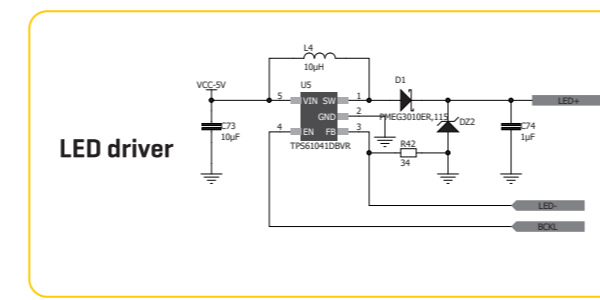 L4
10µH
D1
VCC-5V
U5
5
VIN
SW
1
LED+
GND
2
PMEG3010ER,115
DZ2
C73
10µF
4
EN
FB
3
C74
1µF
TPS61041DBVR
R42
34
LED driver
LED-
BCKL